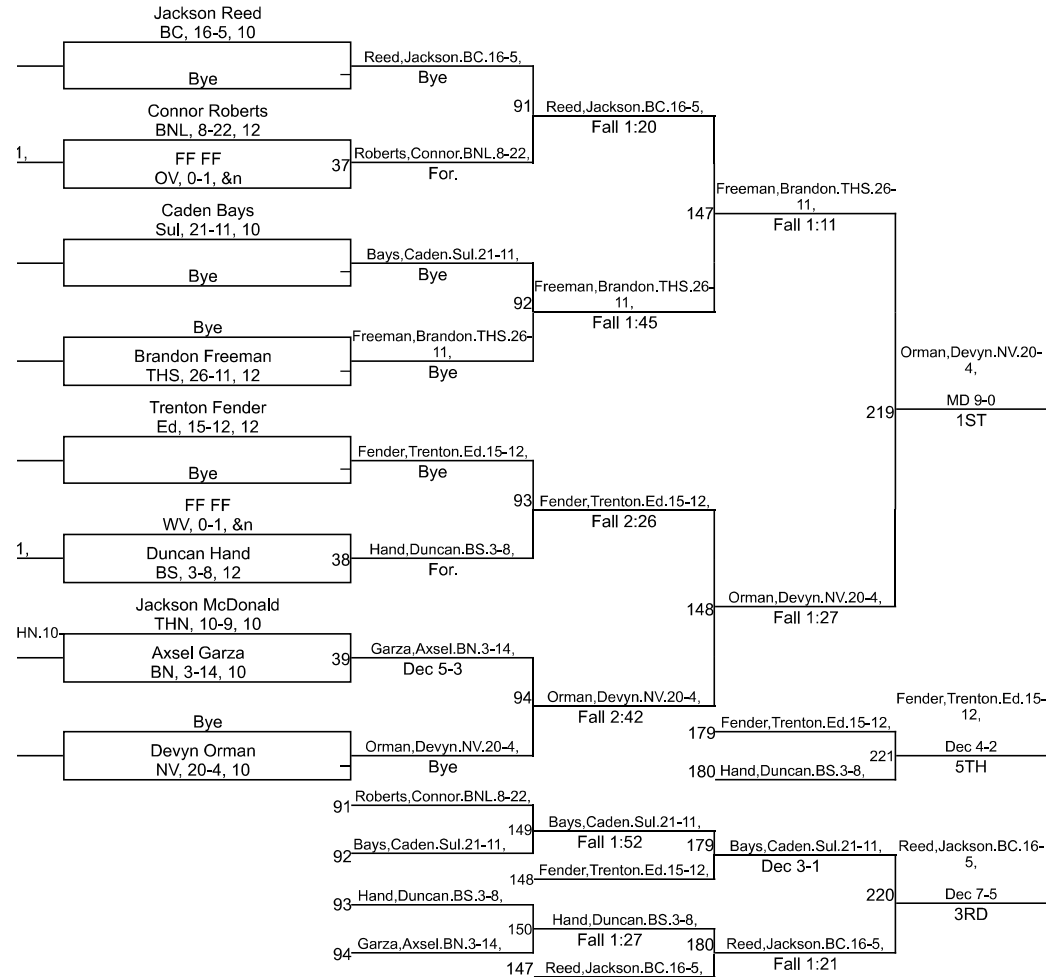 Jackson Reed
BC, 16-5, 10
Bye
Reed,Jackson.BC.16-5,
Bye
91
Reed,Jackson.BC.16-5,
Fall 1:20
Connor Roberts
BNL, 8-22, 12
1,
FF FF
OV, 0-1, &n
37
Roberts,Connor.BNL.8-22,
For.
147
Freeman,Brandon.THS.26-
11,
Fall 1:11
Caden Bays
Sul, 21-11, 10
Bye
Bays,Caden.Sul.21-11,
Bye
92
Freeman,Brandon.THS.26-
11,
Fall 1:45
Bye
Brandon Freeman
THS, 26-11, 12
Freeman,Brandon.THS.26-
11,
Bye
219
Orman,Devyn.NV.20-
4,
MD 9-0
1ST
Trenton Fender
Ed, 15-12, 12
Bye
Fender,Trenton.Ed.15-12,
Bye
93
Fender,Trenton.Ed.15-12,
Fall 2:26
FF FF
WV, 0-1, &n
1,
Duncan Hand
BS, 3-8, 12
38
Hand,Duncan.BS.3-8,
For.
148
Orman,Devyn.NV.20-4,
Fall 1:27
Jackson McDonald
THN, 10-9, 10
HN.10-
Axsel Garza
BN, 3-14, 10
39
Garza,Axsel.BN.3-14,
Dec 5-3
94
Orman,Devyn.NV.20-4,
Fall 2:42
Bye
Devyn Orman
NV, 20-4, 10
Orman,Devyn.NV.20-4,
Bye
179
Fender,Trenton.Ed.15-12,
180
Hand,Duncan.BS.3-8,
221
Fender,Trenton.Ed.15-
12,
Dec 4-2
5TH
91
Roberts,Connor.BNL.8-22,
92
Bays,Caden.Sul.21-11,
149
Bays,Caden.Sul.21-11,
Fall 1:52
148
Fender,Trenton.Ed.15-12,
179
Bays,Caden.Sul.21-11,
Dec 3-1
93
Hand,Duncan.BS.3-8,
94
Garza,Axsel.BN.3-14,
150
Hand,Duncan.BS.3-8,
Fall 1:27
147
Reed,Jackson.BC.16-5,
180
Reed,Jackson.BC.16-5,
Fall 1:21
220
Reed,Jackson.BC.16-
5,
Dec 7-5
3RD